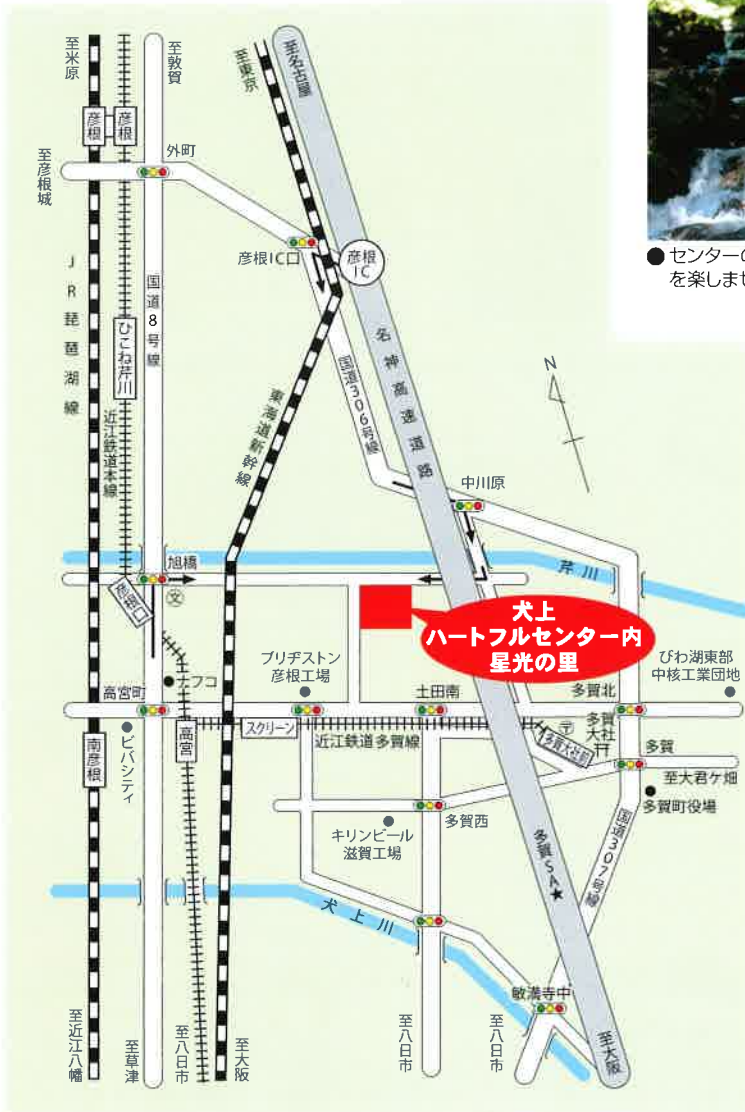 至米原
至敦賀
至東京
至名古屋
彦根
彦根
外町
至彦根城
彦根IC口
彦根
IC
●センターの
を楽しませ
JR琵琶湖線
国道8号線
ひこね芹川
近江鉄道本線
東海道新幹線
国道306号線
名神高速道路
N
中川原
旭橋
芹川
彦根口
文
犬上
ハートフルセンター内
星光の里
ブリヂストン
彦根工場
びわ湖東部
中核工業団地
ナフコ
高宮町
土田南
多賀北
高宮
スクリーン
近江鉄道多賀線
〒
多賀大社前
多賀大社
多賀
ビバシティ
南彦根
至大君ケ畑
多賀町役場
多賀西
キリンビール
滋賀工場
国道307号線
多賀SA★
犬上川
敏満寺中
至近江八幡
至草津
至八日市
至大阪
至八日市
至八日市
至大阪